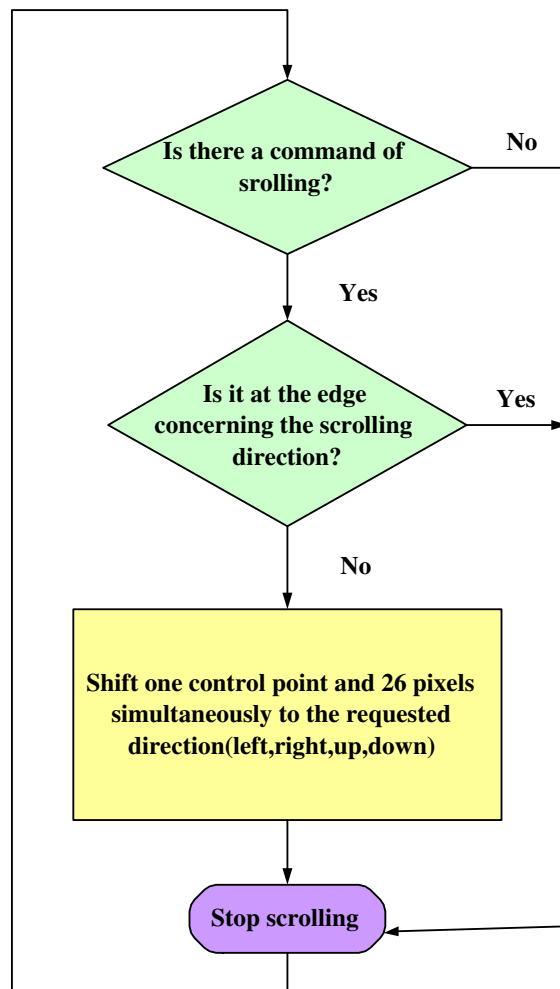 Is there a command of
srolling?
No
Yes
Is it at the edge
concerning the scrolling
direction?
Yes
No
Shift one control point and 26 pixels
simultaneously to the requested
direction(left,right,up,down)
Stop scrolling